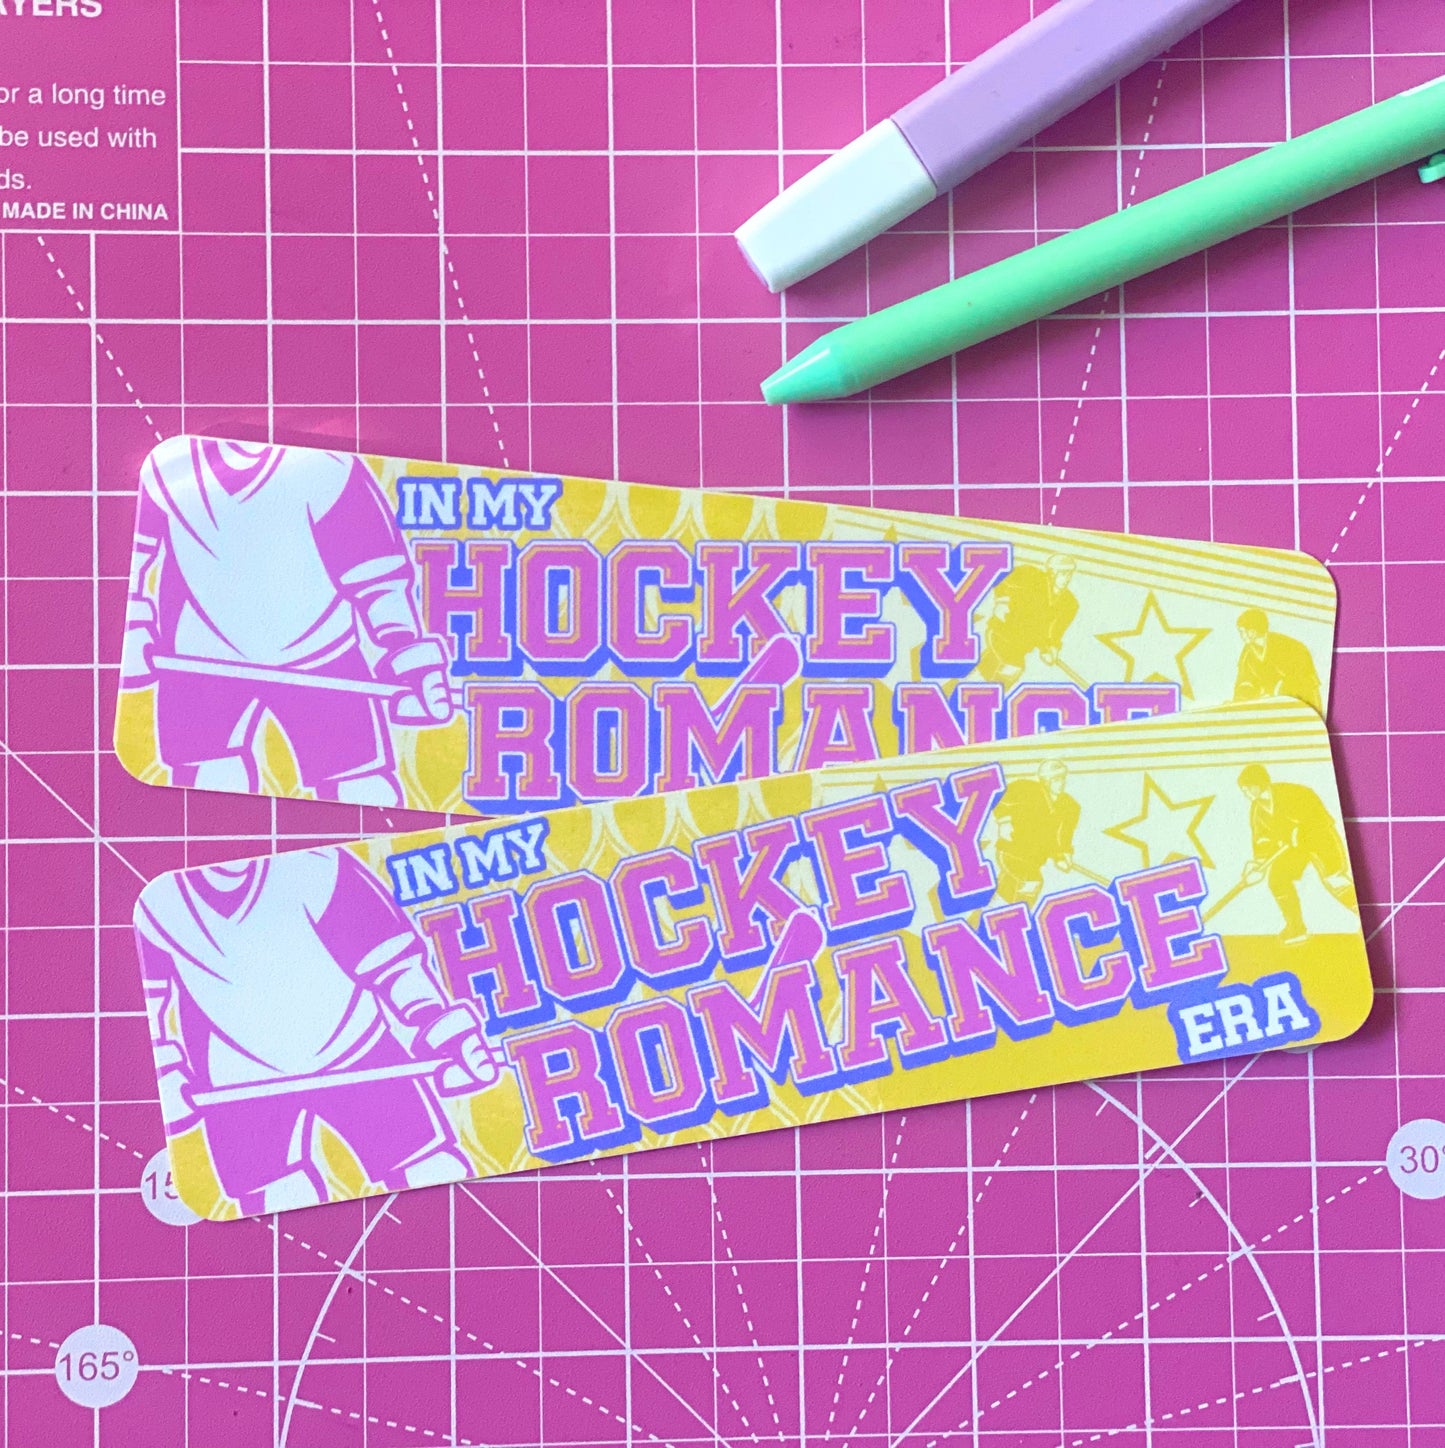 AYERS
or a long time
be used with
ds.
MADE IN CHINA
IN MY
HOCKEY
ROMANCE
IN MY
HOCKEY
ROMANCE
ERA
15
30°
165°